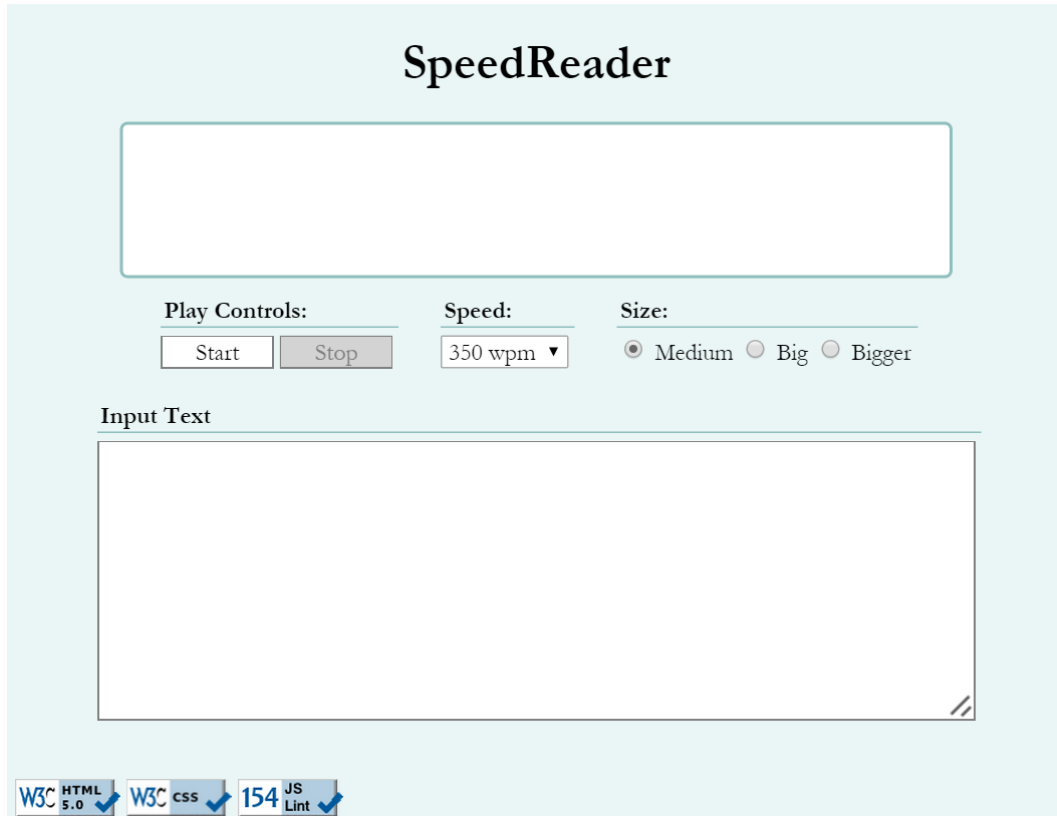 SpeedReader
Play Controls: Speed: Size:
Start Stop 350 wpm Medium Big Bigger
Input Text
W3C HTML 5.0 W3C css 154 JS Lint